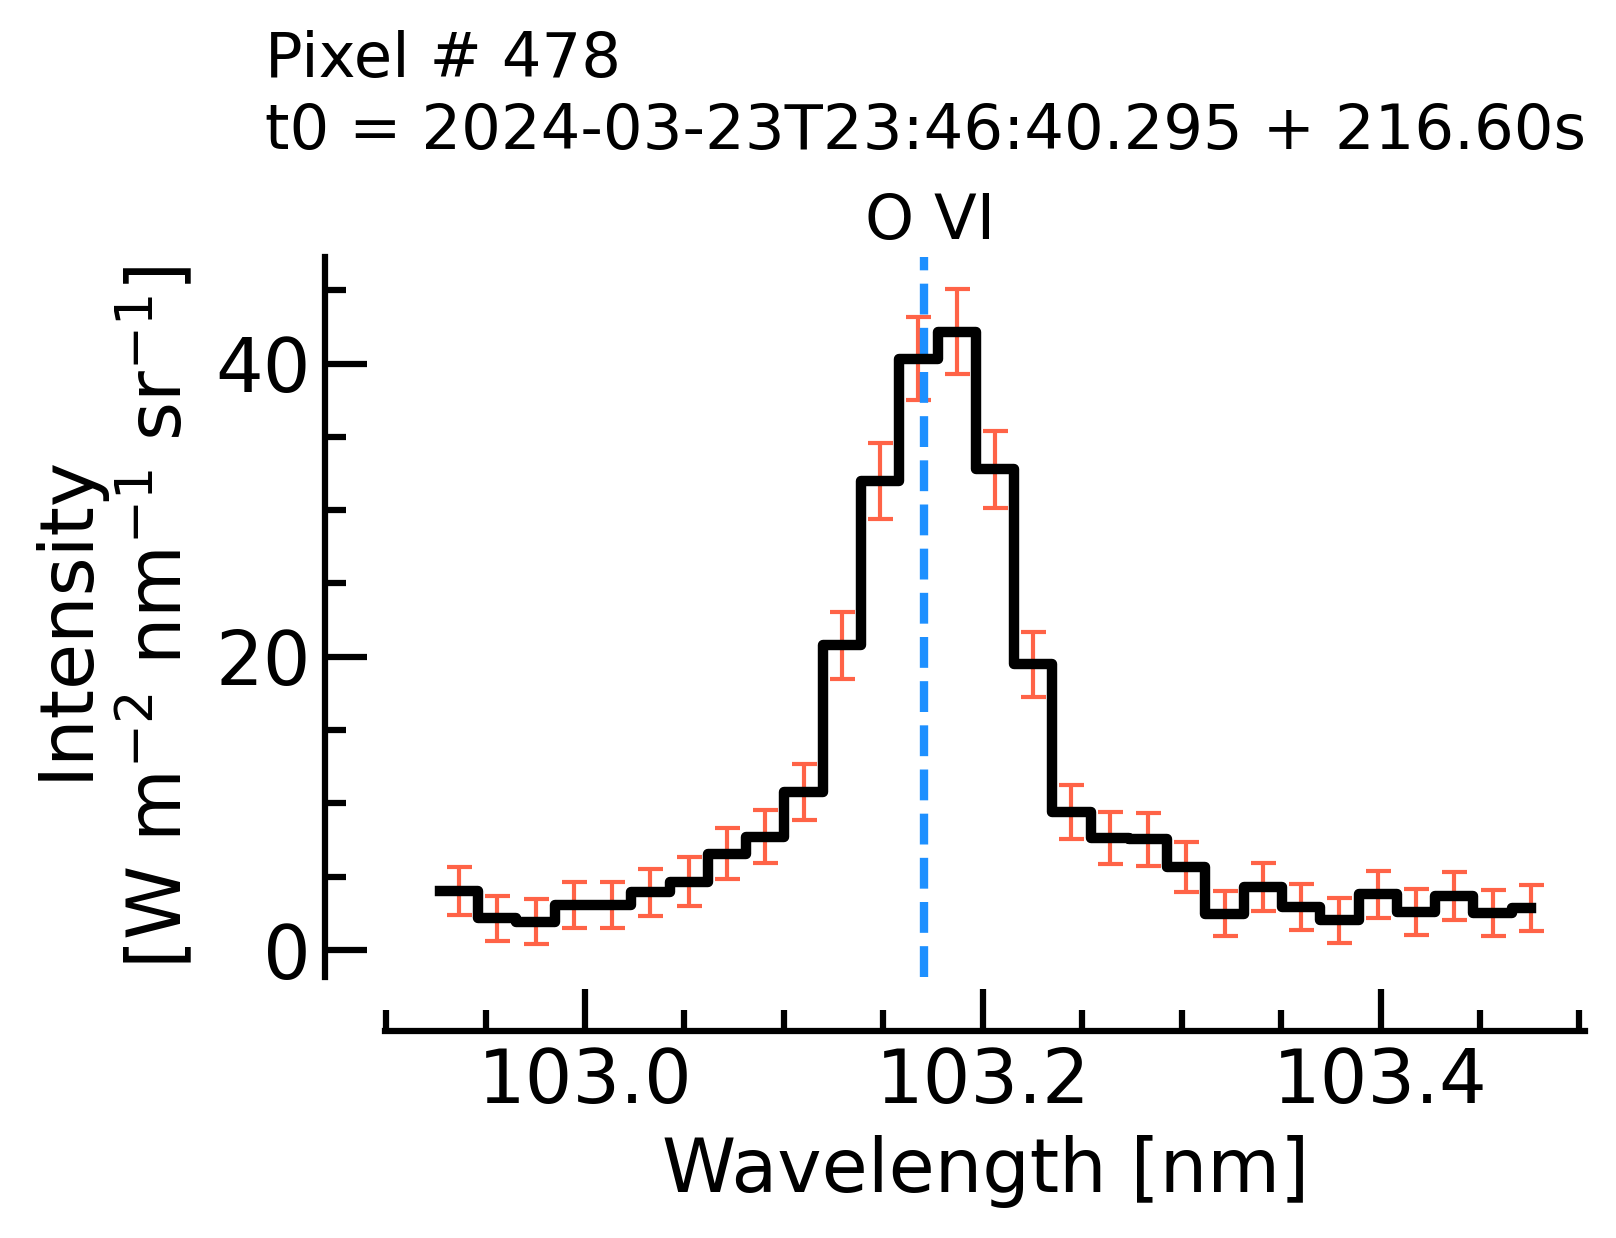 Pixel # 478
t0 = 2024-03-23T23:46:40.295 + 216.60s
O VI
Intensity
[W m⁻² nm⁻¹ sr⁻¹]
40
20
0
103.0 103.2 103.4
Wavelength [nm]